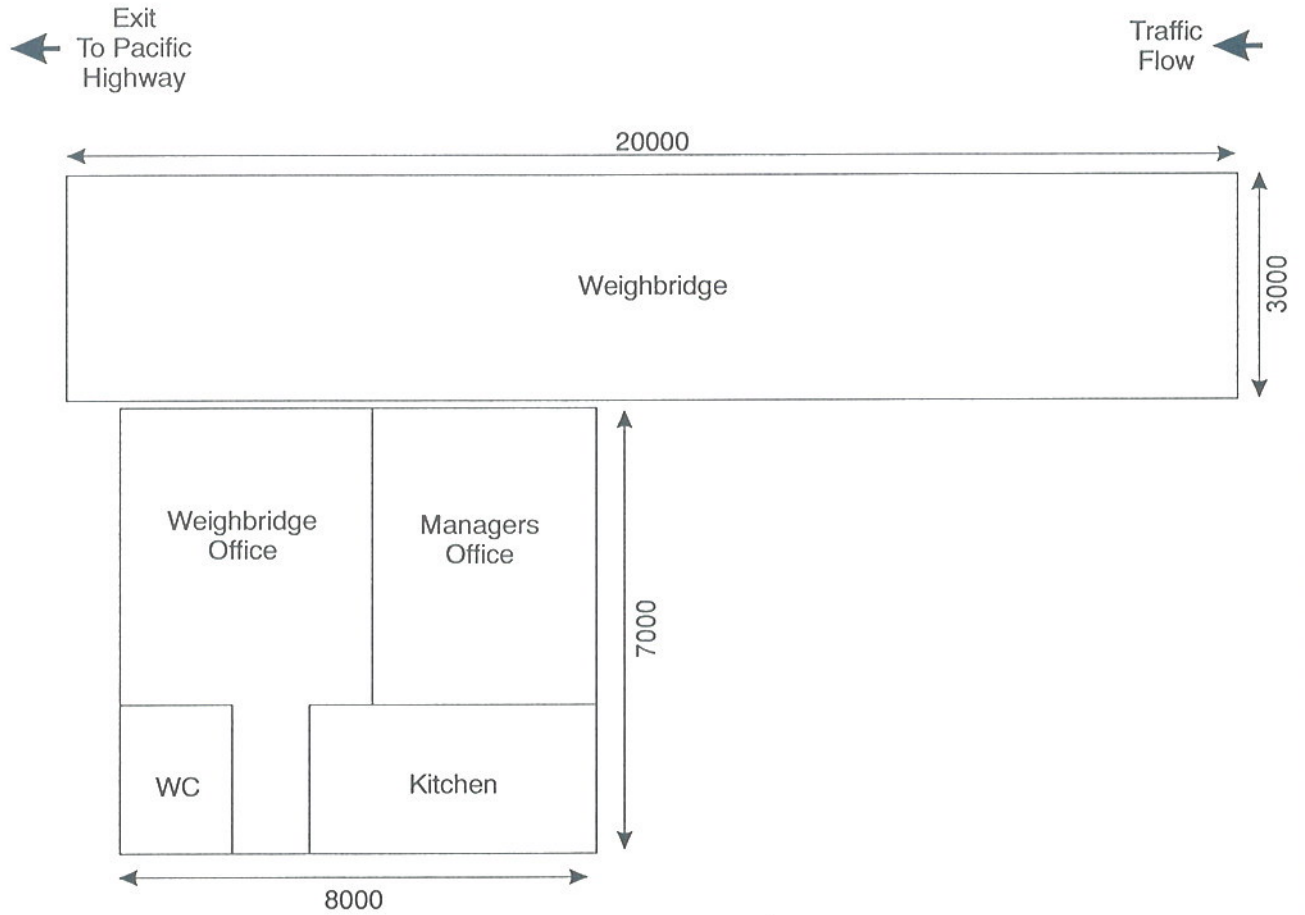 Exit
To Pacific
Highway
Traffic
Flow
20000
Weighbridge
3000
Weighbridge
Office
Managers
Office
7000
WC
Kitchen
8000